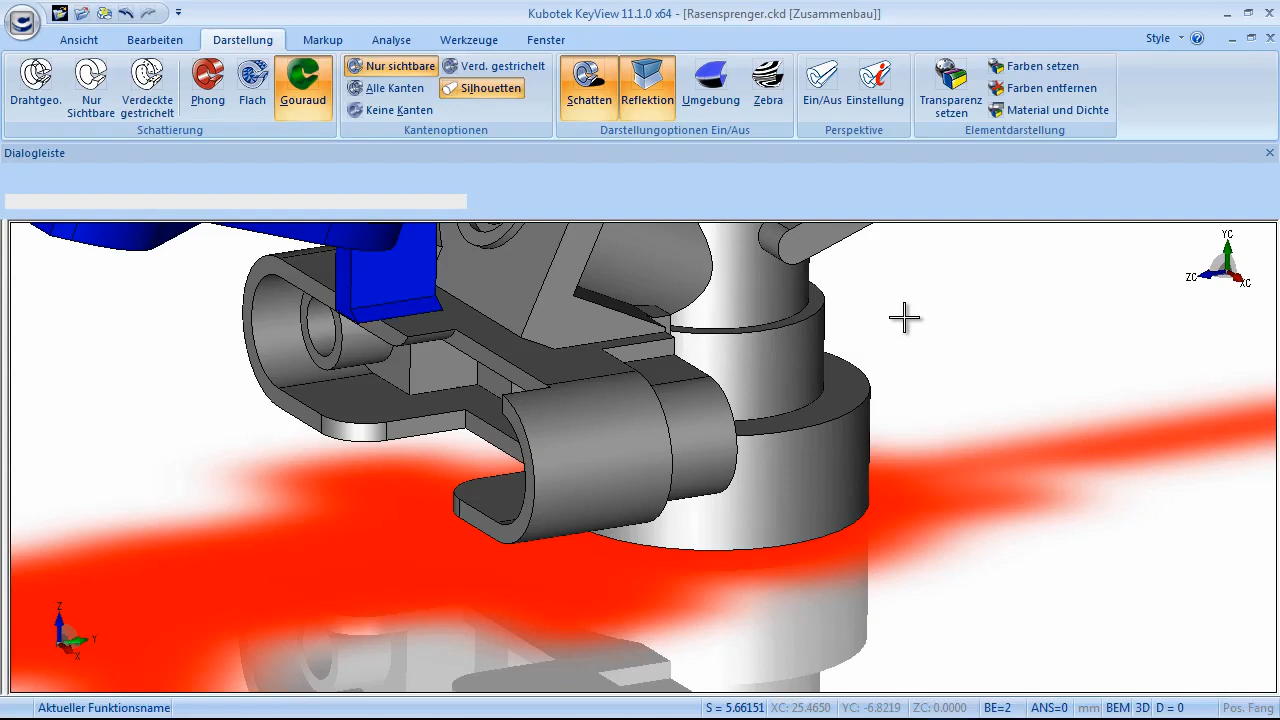 Kubotek KeyView 11.1.0 x64 - [Rasensprenger.ckd [Zusammenbau]]
Ansicht Bearbeiten Darstellung Markup Analyse Werkzeuge Fenster Style
Drahtgeo. Nur Sichtbare Verdeckte gestrichelt Phong Flach Gouraud
Schattierung
Nur sichtbare Verd. gestrichelt
Alle Kanten Silhouetten
Keine Kanten
Kantenoptionen
Schatten Reflektion Umgebung Zebra
Darstellungoptionen Ein/Aus
Ein/Aus Einstellung
Perspektive
Transparenz setzen
Farben setzen
Farben entfernen
Material und Dichte
Elementdarstellung
Dialogleiste
YC
ZC
XC
Z
Y
X
Aktueller Funktionsname S = 5.66151 XC: 25.4650 YC: -6.8219 ZC: 0.0000 BE=2 ANS=0 mm BEM 3D D = 0 Pos. Fang